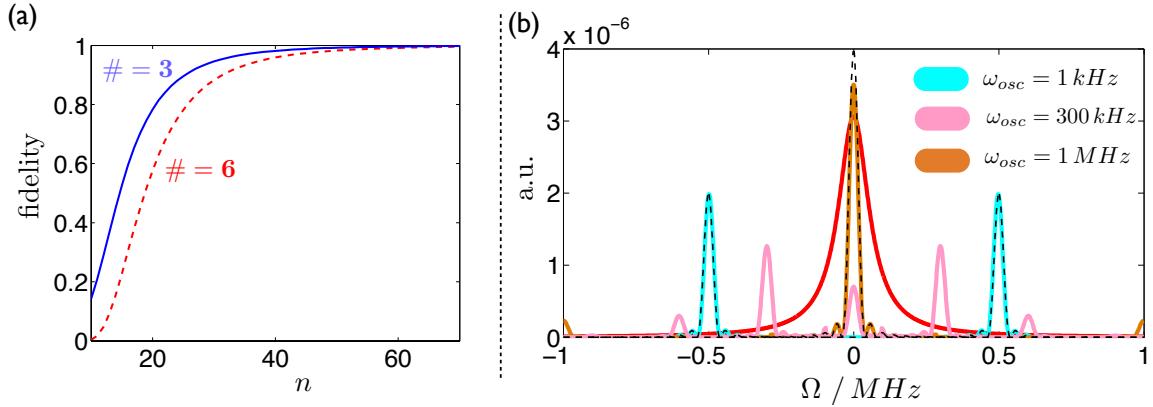 (a)
fidelity
1
0.8
0.6
0.4
0.2
0
20
40
60
n
# = 3
# = 6
(b)
× 10⁻⁶
a.u.
4
3
2
1
0
−1
−0.5
0
0.5
1
Ω / MHz
ω_osc = 1 kHz
ω_osc = 300 kHz
ω_osc = 1 MHz